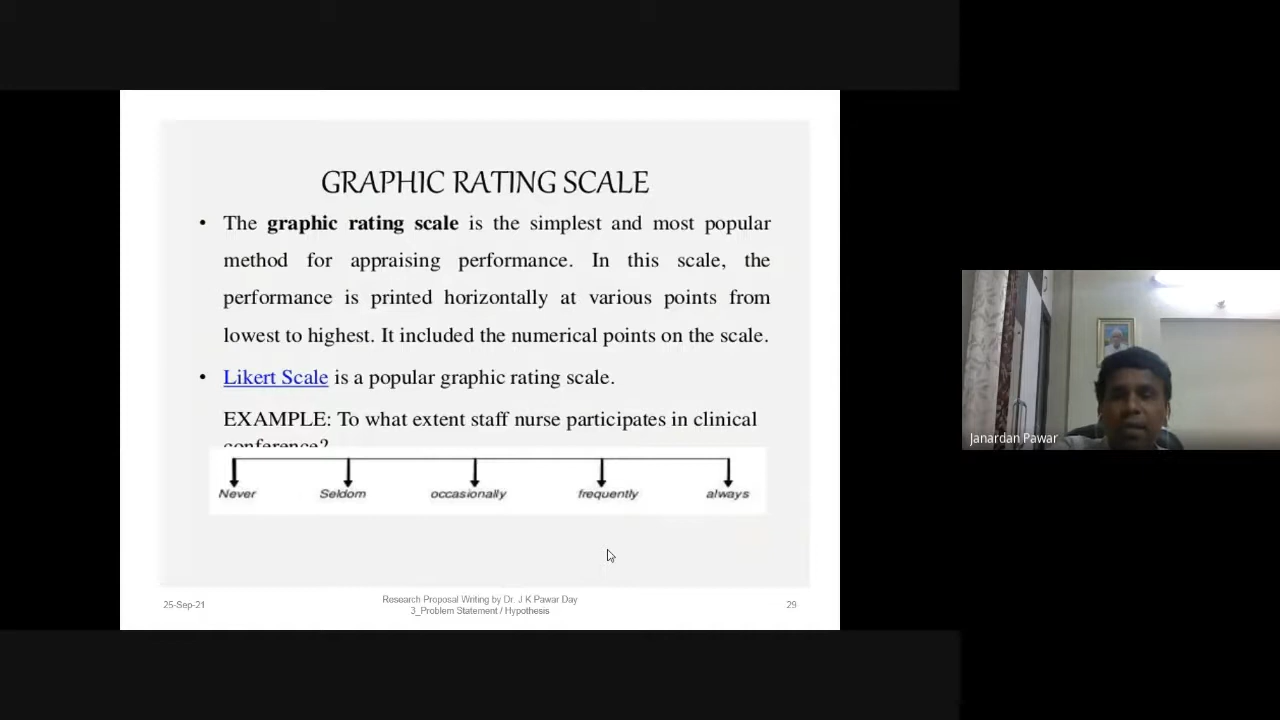 GRAPHIC RATING SCALE
• The graphic rating scale is the simplest and most popular
method for appraising performance. In this scale, the
performance is printed horizontally at various points from
lowest to highest. It included the numerical points on the scale.
• Likert Scale is a popular graphic rating scale.
EXAMPLE: To what extent staff nurse participates in clinical
conference?
Never Seldom occasionally frequently always
25-Sep-21
Research Proposal Writing by Dr. J K Pawar Day
3_Problem Statement / Hypothesis
29
Janardan Pawar